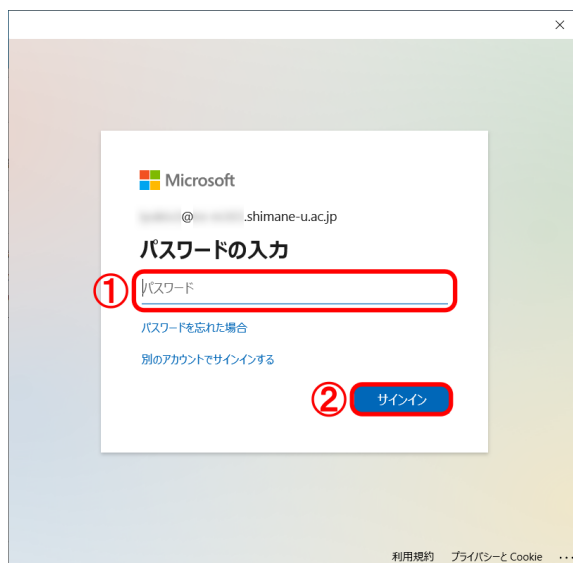 ×
Microsoft
@ .shimane-u.ac.jp
パスワードの入力
① パスワード
パスワードを忘れた場合
別のアカウントでサインインする
② サインイン
利用規約 プライバシーと Cookie ...